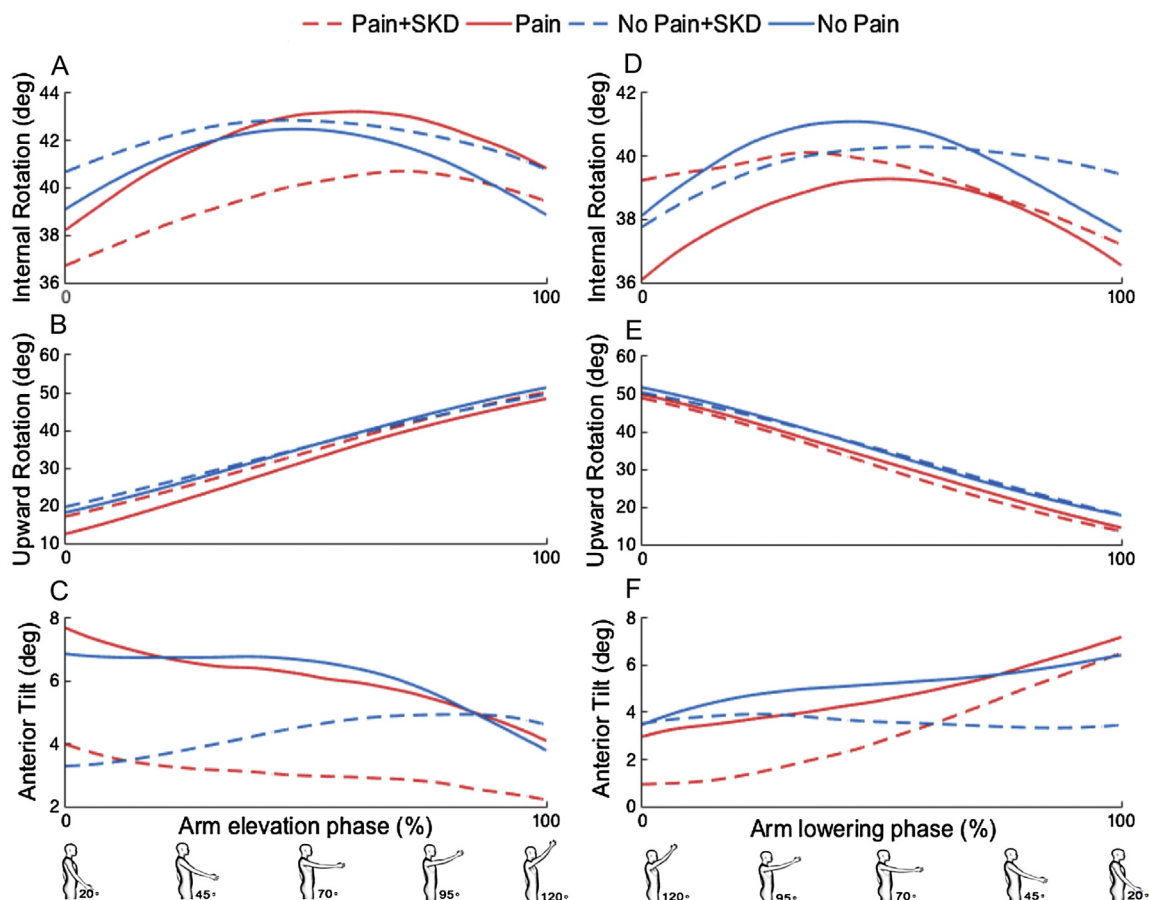 Pain+SKD Pain No Pain+SKD No Pain
A
Internal Rotation (deg)
44
42
40
38
36
0 100
D
Internal Rotation (deg)
42
40
38
36
0 100
B
Upward Rotation (deg)
60
50
40
30
20
10
0 100
E
Upward Rotation (deg)
60
50
40
30
20
10
0 100
C
Anterior Tilt (deg)
8
6
4
2
0 Arm elevation phase (%) 100
20° 45° 70° 95° 120°
F
Anterior Tilt (deg)
8
6
4
2
0
0 Arm lowering phase (%) 100
120° 95° 70° 45° 20°